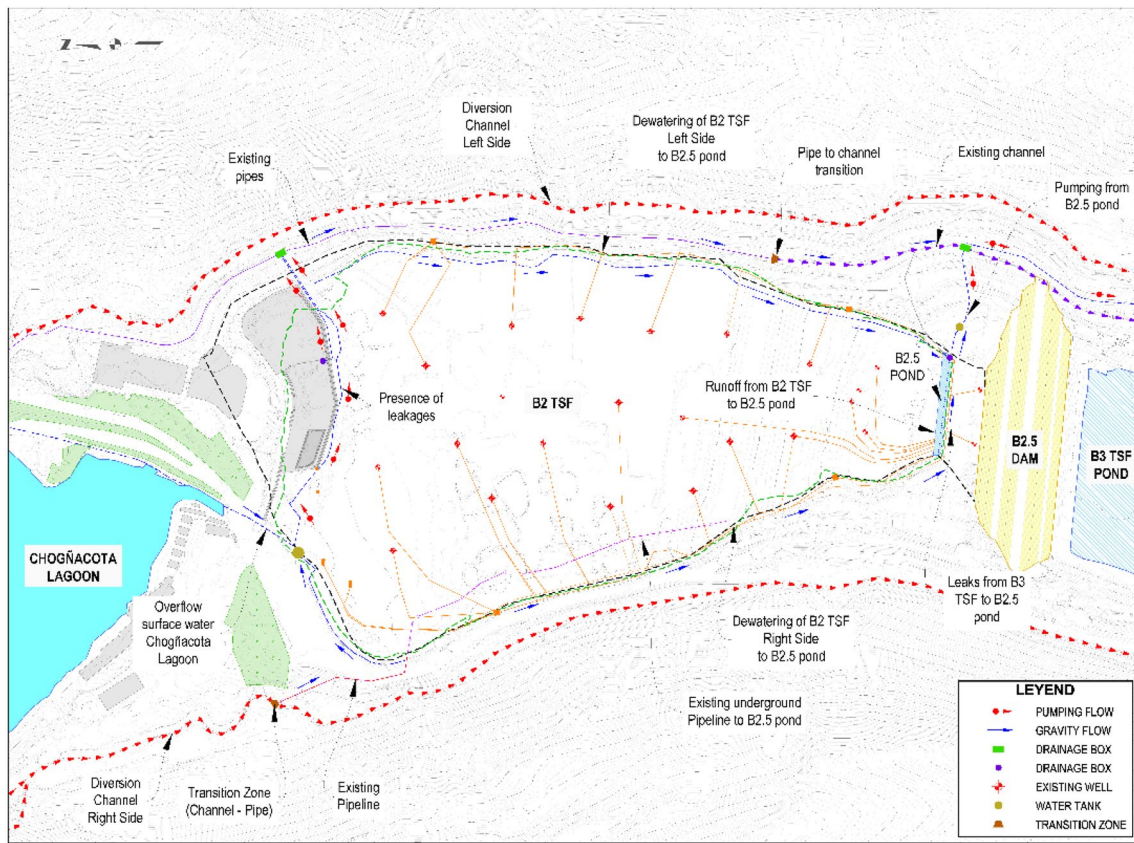 Z
Diversion
Channel
Left Side
Dewatering of B2 TSF
Left Side
to B2.5 pond
Existing
pipes
Pipe to channel
transition
Existing channel
Pumping from
B2.5 pond
B2.5
POND
Presence of
leakages
B2 TSF
Runoff from B2 TSF
to B2.5 pond
B2.5
DAM
B3 TSF
POND
CHOGÑACOTA
LAGOON
Overflow
surface water
Chogñacota
Lagoon
Leaks from B3
TSF to B2.5
pond
Dewatering of B2 TSF
Right Side
to B2.5 pond
Existing underground
Pipeline to B2.5 pond
Diversion
Channel
Right Side
Transition Zone
(Channel - Pipe)
Existing
Pipeline
LEYEND
PUMPING FLOW
GRAVITY FLOW
DRAINAGE BOX
DRAINAGE BOX
EXISTING WELL
WATER TANK
TRANSITION ZONE